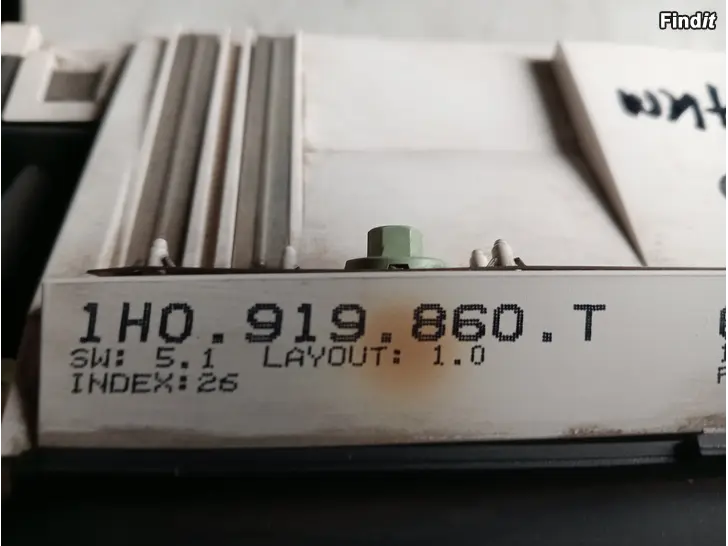 Findit
1H0.919.860.T
SW: 5.1 LAYOUT: 1.0
INDEX:26